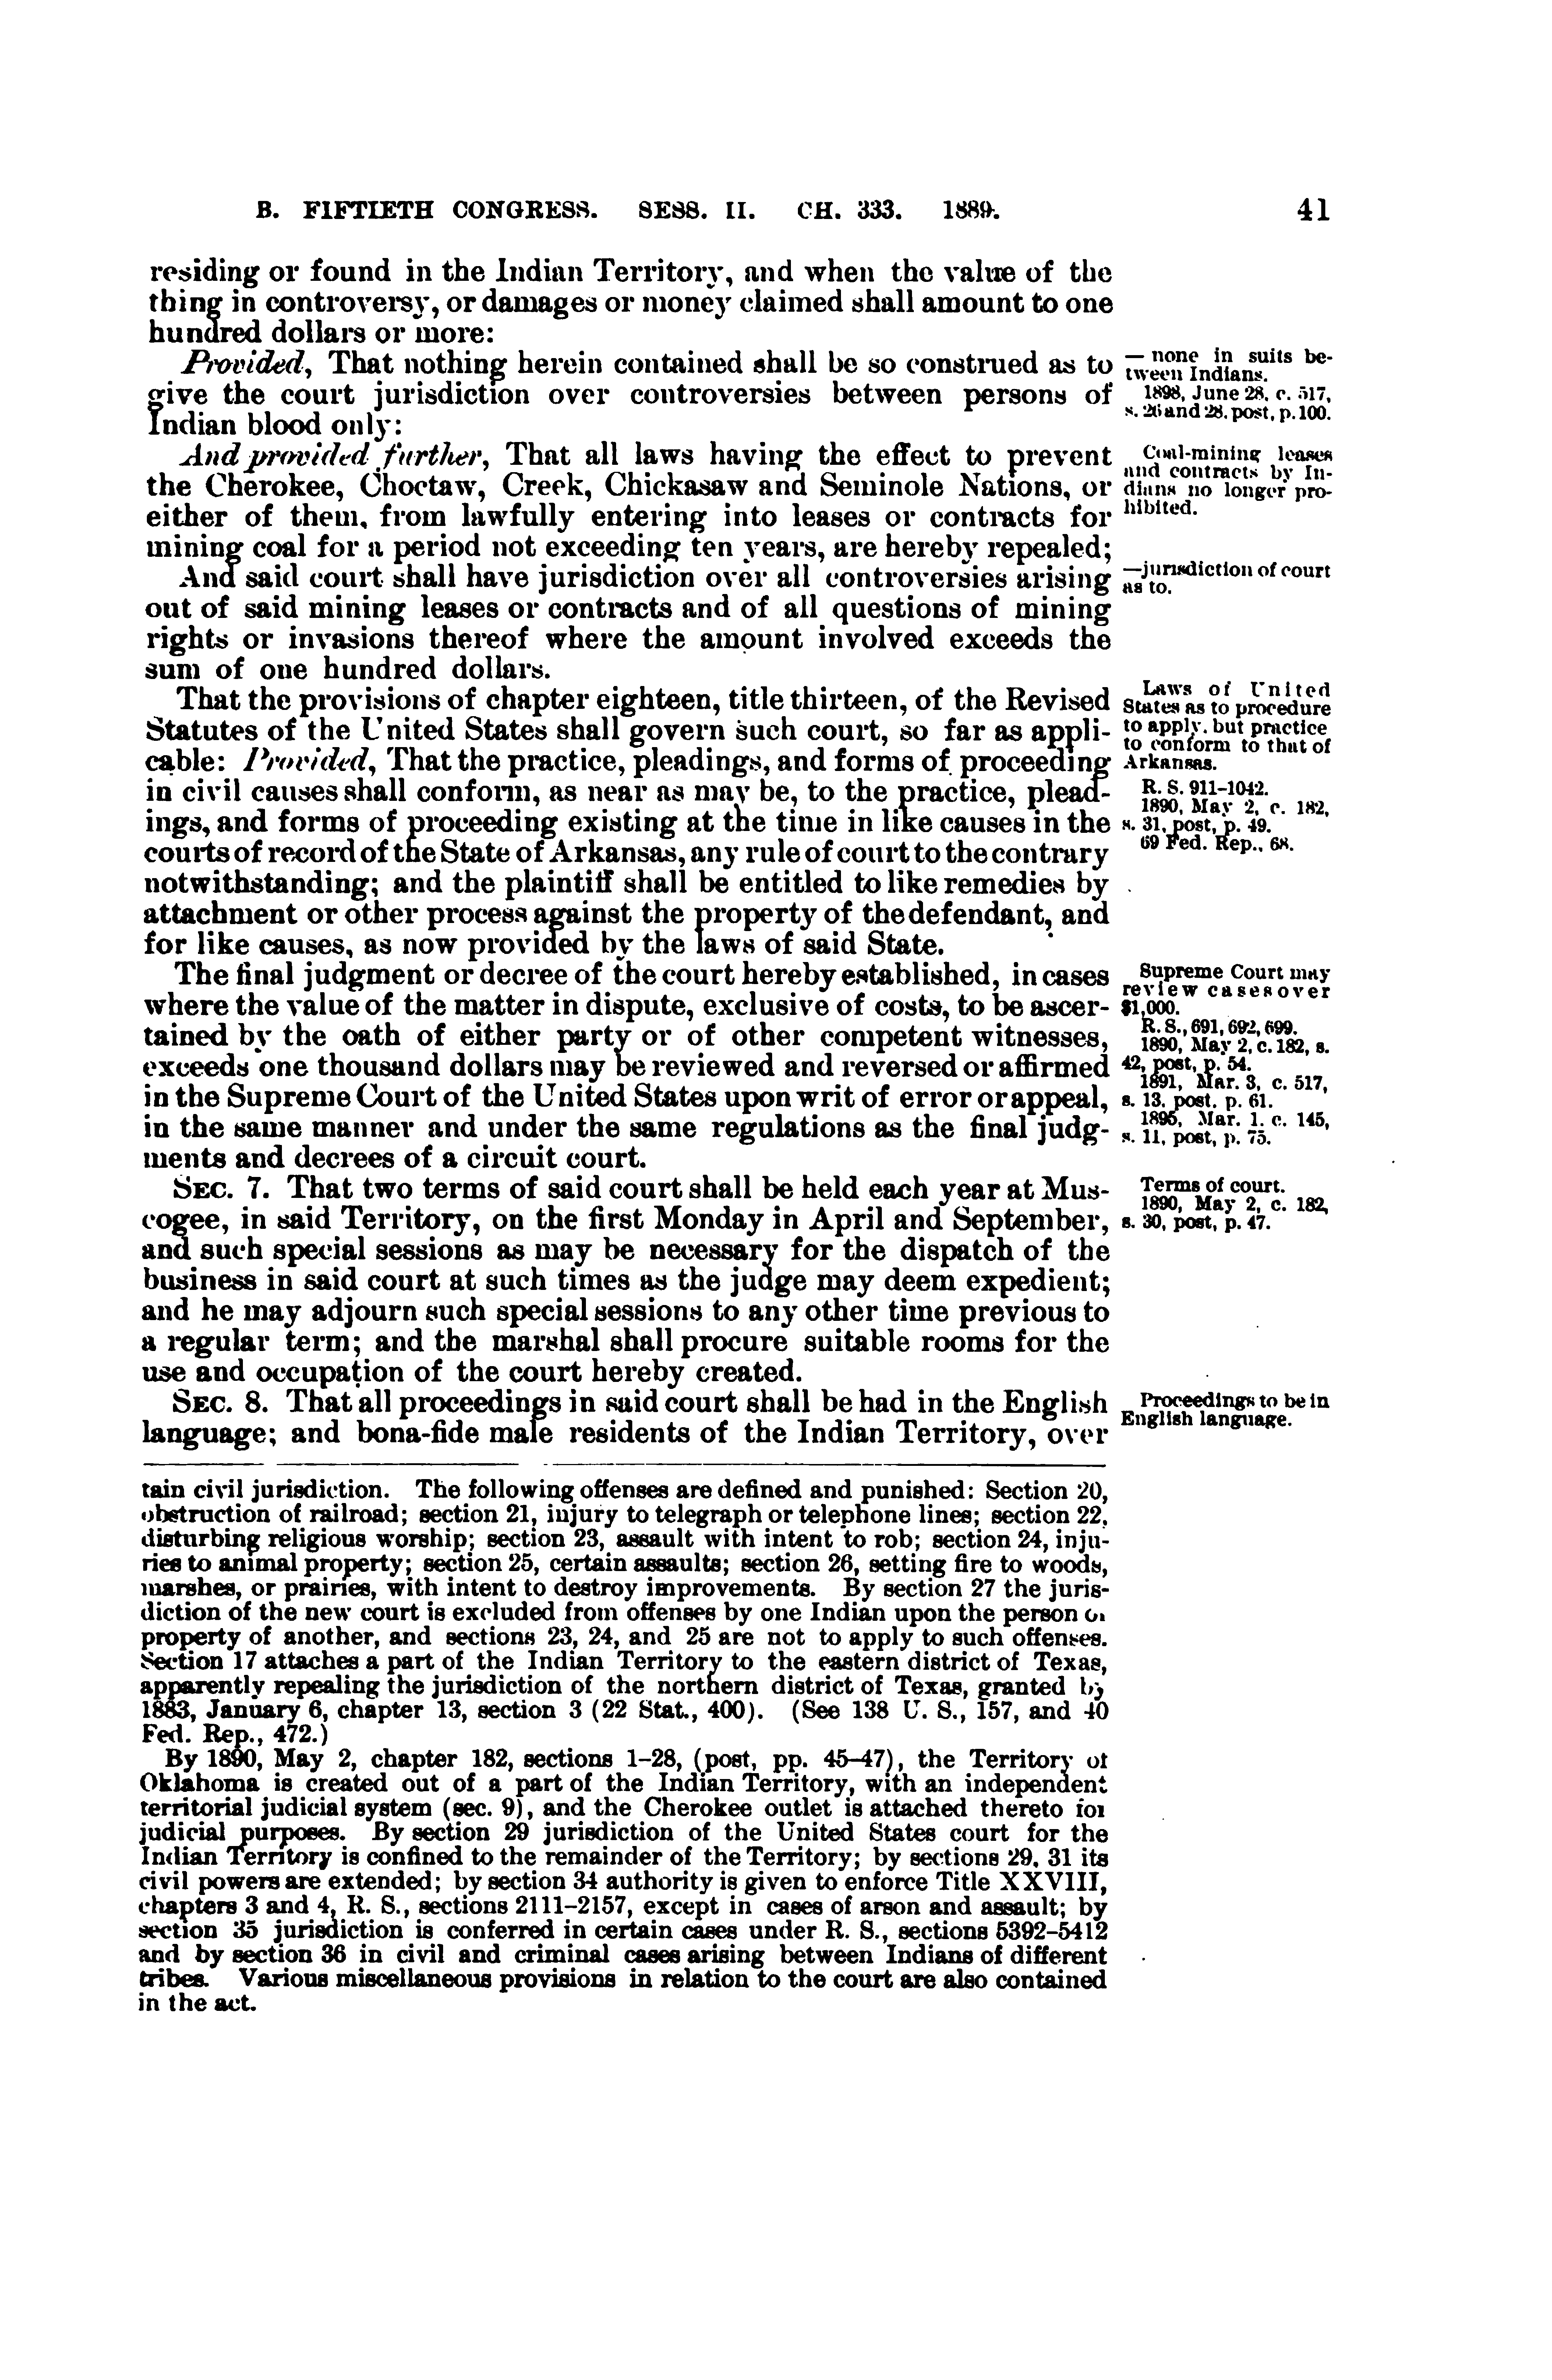 B. FIFTIETH CONGRESS. SESS. II. CH. 333. 1889. 41
residing or found in the Indian Territory, and when the value of the
thing in controversy, or damages or money claimed shall amount to one
hundred dollars or more:
Provided, That nothing herein contained shall be so construed as to
give the court jurisdiction over controversies between persons of
Indian blood only:
— none in suits be-
tween Indians.
1898, June 28, c. 517,
s. 26 and 28, post, p. 100.
And provided further, That all laws having the effect to prevent
the Cherokee, Choctaw, Creek, Chickasaw and Seminole Nations, or
either of them, from lawfully entering into leases or contracts for
mining coal for a period not exceeding ten years, are hereby repealed;
Coal-mining leases
and contracts by In-
dians no longer pro-
hibited.
And said court shall have jurisdiction over all controversies arising
out of said mining leases or contracts and of all questions of mining
rights or invasions thereof where the amount involved exceeds the
sum of one hundred dollars.
—jurisdiction of court
as to.
That the provisions of chapter eighteen, title thirteen, of the Revised
Statutes of the United States shall govern such court, so far as appli-
cable: Provided, That the practice, pleadings, and forms of proceeding
in civil causes shall conform, as near as may be, to the practice, plead-
ings, and forms of proceeding existing at the time in like causes in the
courts of record of the State of Arkansas, any rule of court to the contrary
notwithstanding; and the plaintiff shall be entitled to like remedies by
attachment or other process against the property of the defendant, and
for like causes, as now provided by the laws of said State.
Laws of United
States as to procedure
to apply, but practice
to conform to that of
Arkansas.
R. S. 911-1042.
1890, May 2, c. 182,
s. 31, post, p. 49.
69 Fed. Rep., 68.
The final judgment or decree of the court hereby established, in cases
where the value of the matter in dispute, exclusive of costs, to be ascer-
tained by the oath of either party or of other competent witnesses,
exceeds one thousand dollars may be reviewed and reversed or affirmed
in the Supreme Court of the United States upon writ of error or appeal,
in the same manner and under the same regulations as the final judg-
ments and decrees of a circuit court.
Supreme Court may
review cases over
$1,000.
R. S., 691, 692, 699.
1890, May 2, c. 182, s.
42, post, p. 54.
1891, Mar. 3, c. 517,
s. 13. post. p. 61.
1895, Mar. 1. c. 145,
s. 11, post, p. 75.
SEC. 7. That two terms of said court shall be held each year at Mus-
cogee, in said Territory, on the first Monday in April and September,
and such special sessions as may be necessary for the dispatch of the
business in said court at such times as the judge may deem expedient;
and he may adjourn such special sessions to any other time previous to
a regular term; and the marshal shall procure suitable rooms for the
use and occupation of the court hereby created.
Terms of court.
1890, May 2, c. 182,
s. 30, post, p. 47.
SEC. 8. That all proceedings in said court shall be had in the English
language; and bona-fide male residents of the Indian Territory, over
Proceedings to be in
English language.
tain civil jurisdiction. The following offenses are defined and punished: Section 20,
obstruction of railroad; section 21, injury to telegraph or telephone lines; section 22,
disturbing religious worship; section 23, assault with intent to rob; section 24, inju-
ries to animal property; section 25, certain assaults; section 26, setting fire to woods,
marshes, or prairies, with intent to destroy improvements. By section 27 the juris-
diction of the new court is excluded from offenses by one Indian upon the person or
property of another, and sections 23, 24, and 25 are not to apply to such offenses.
Section 17 attaches a part of the Indian Territory to the eastern district of Texas,
apparently repealing the jurisdiction of the northern district of Texas, granted by
1883, January 6, chapter 13, section 3 (22 Stat., 400). (See 138 U. S., 157, and 40
Fed. Rep., 472.)
By 1890, May 2, chapter 182, sections 1-28, (post, pp. 45-47), the Territory of
Oklahoma is created out of a part of the Indian Territory, with an independent
territorial judicial system (sec. 9), and the Cherokee outlet is attached thereto for
judicial purposes. By section 29 jurisdiction of the United States court for the
Indian Territory is confined to the remainder of the Territory; by sections 29, 31 its
civil powers are extended; by section 34 authority is given to enforce Title XXVIII,
chapters 3 and 4, R. S., sections 2111-2157, except in cases of arson and assault; by
section 35 jurisdiction is conferred in certain cases under R. S., sections 5392-5412
and by section 36 in civil and criminal cases arising between Indians of different
tribes. Various miscellaneous provisions in relation to the court are also contained
in the act.